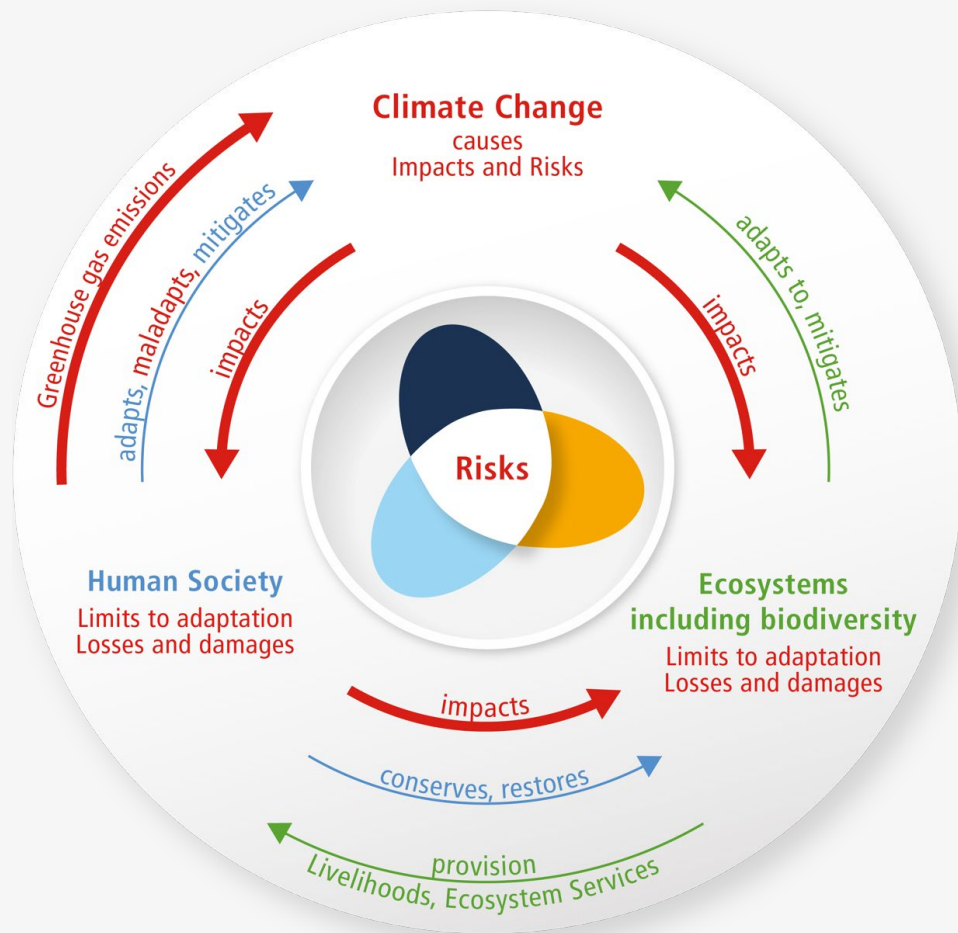 Climate Change
causes
Impacts and Risks
Greenhouse gas emissions
adapts, maladapts, mitigates
impacts
impacts
adapts to, mitigates
Risks
Human Society
Limits to adaptation
Losses and damages
Ecosystems
including biodiversity
Limits to adaptation
Losses and damages
impacts
conserves, restores
provision
Livelihoods, Ecosystem Services